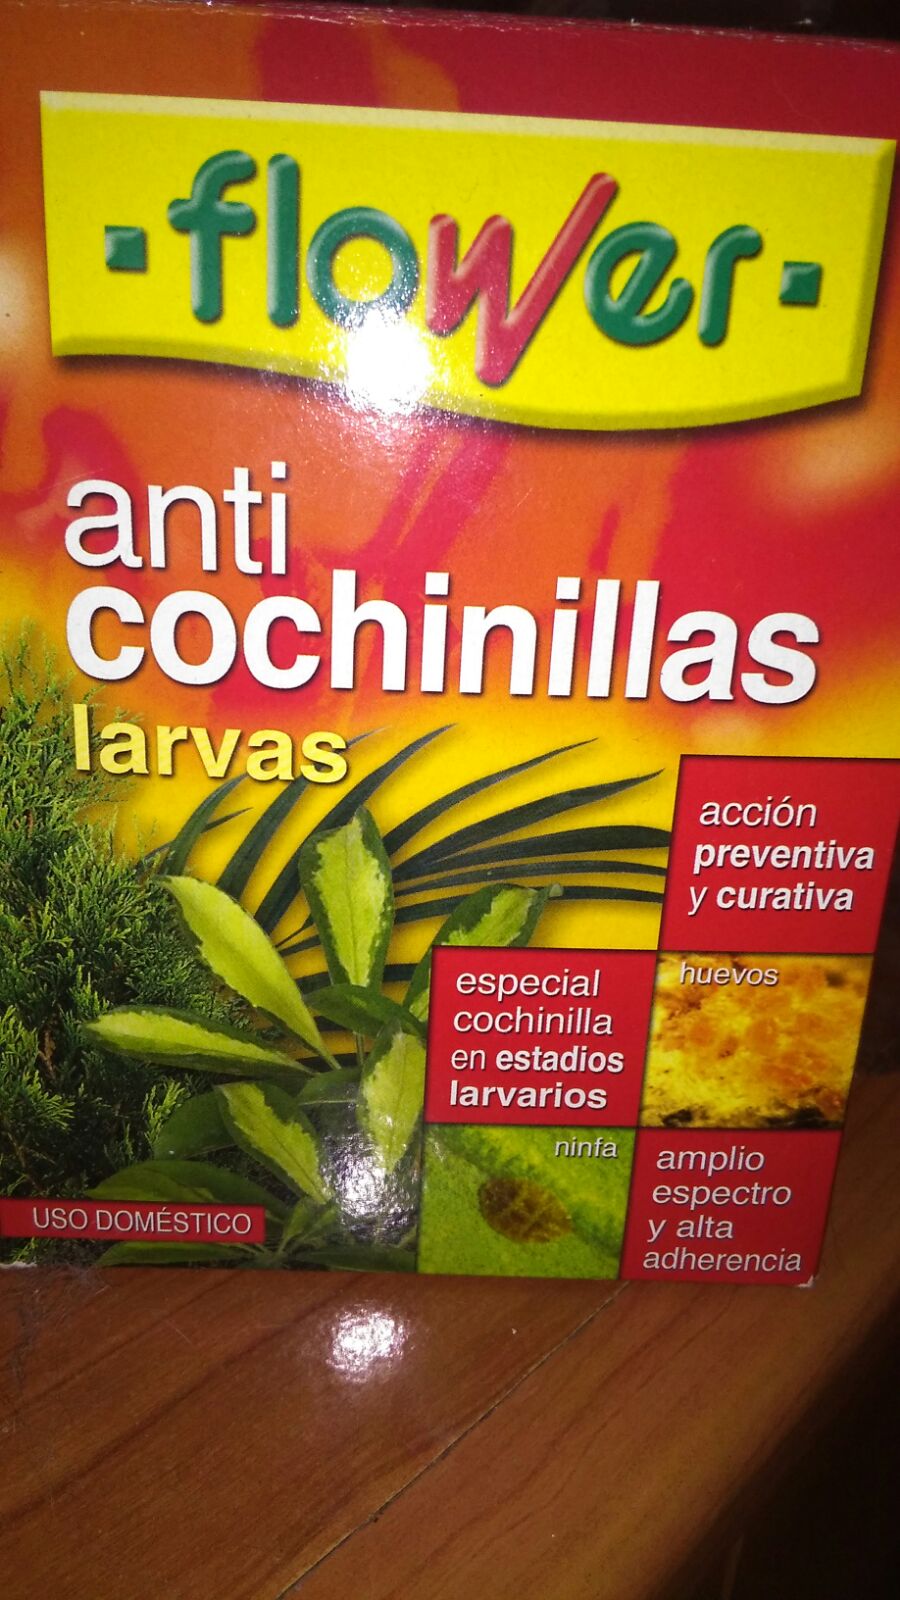 flower
anti
cochinillas
larvas
acción
preventiva
y curativa
especial
cochinilla
en estadios
larvarios
huevos
ninfa
amplio
espectro
y alta
adherencia
USO DOMÉSTICO